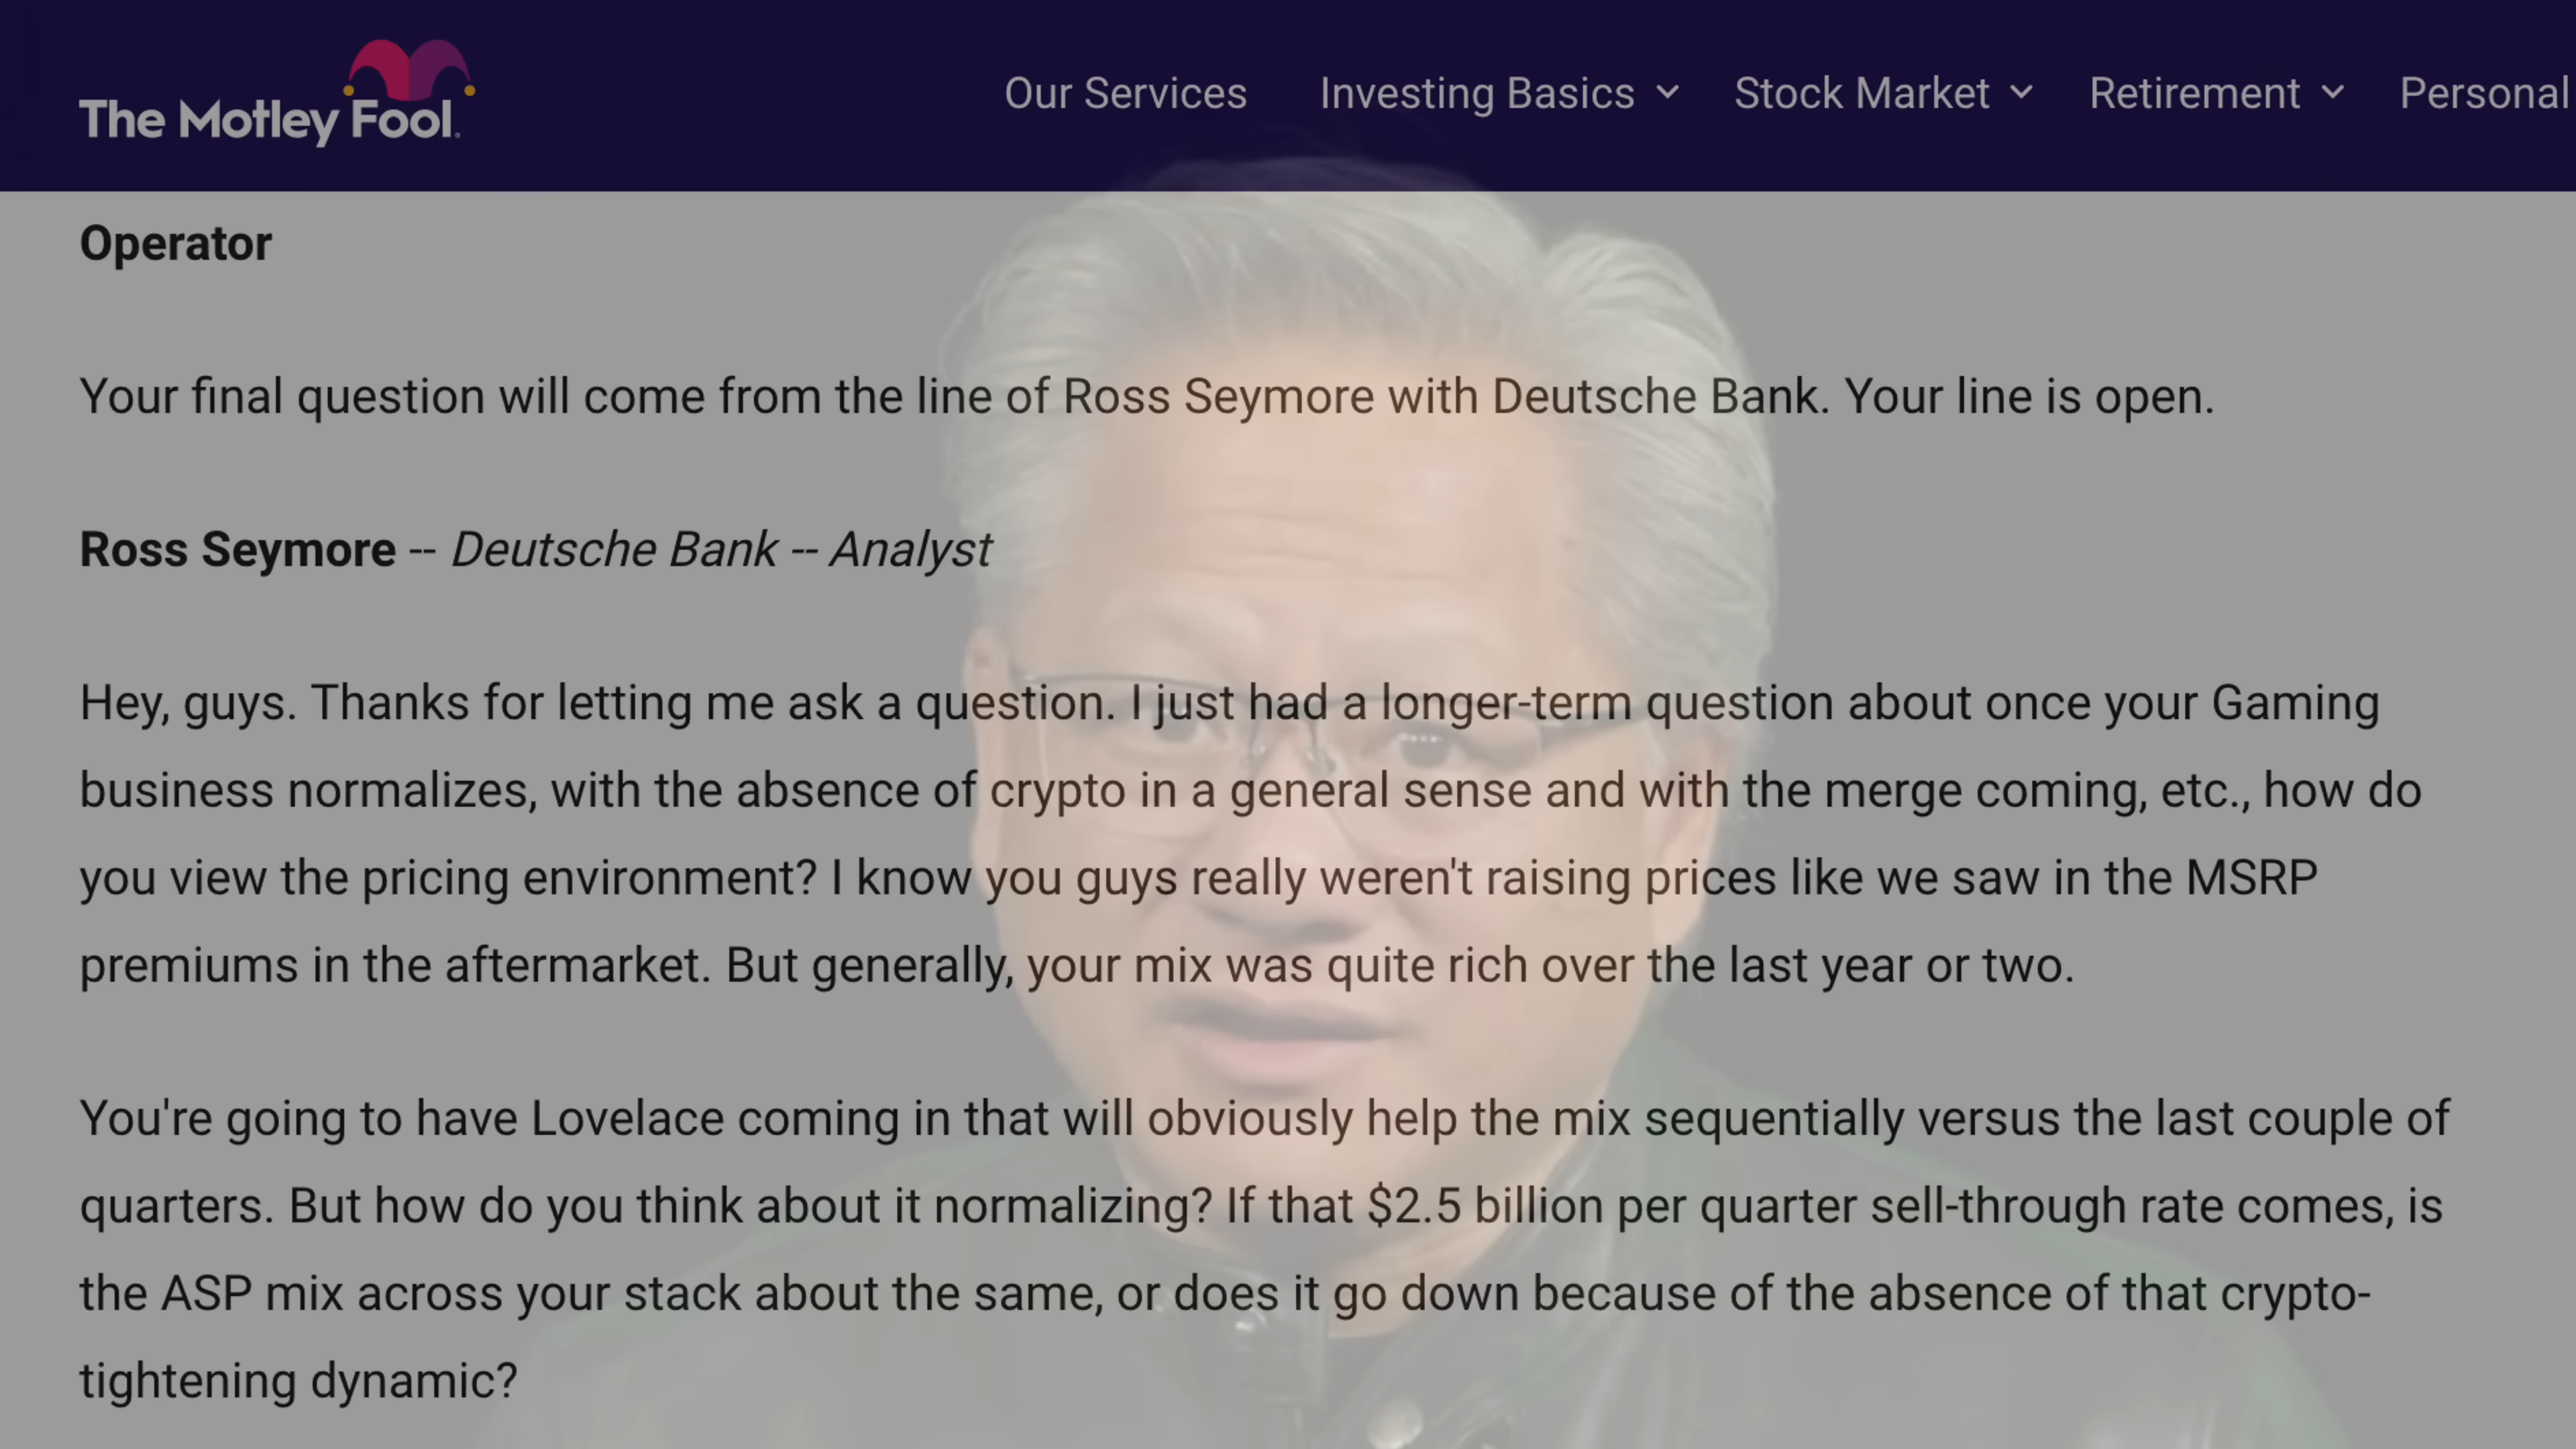 The Motley Fool.
Our Services
Investing Basics
Stock Market
Retirement
Personal
Operator
Your final question will come from the line of Ross Seymore with Deutsche Bank. Your line is open.
Ross Seymore -- Deutsche Bank -- Analyst
Hey, guys. Thanks for letting me ask a question. I just had a longer-term question about once your Gaming
business normalizes, with the absence of crypto in a general sense and with the merge coming, etc., how do
you view the pricing environment? I know you guys really weren't raising prices like we saw in the MSRP
premiums in the aftermarket. But generally, your mix was quite rich over the last year or two.
You're going to have Lovelace coming in that will obviously help the mix sequentially versus the last couple of
quarters. But how do you think about it normalizing? If that $2.5 billion per quarter sell-through rate comes, is
the ASP mix across your stack about the same, or does it go down because of the absence of that crypto-
tightening dynamic?